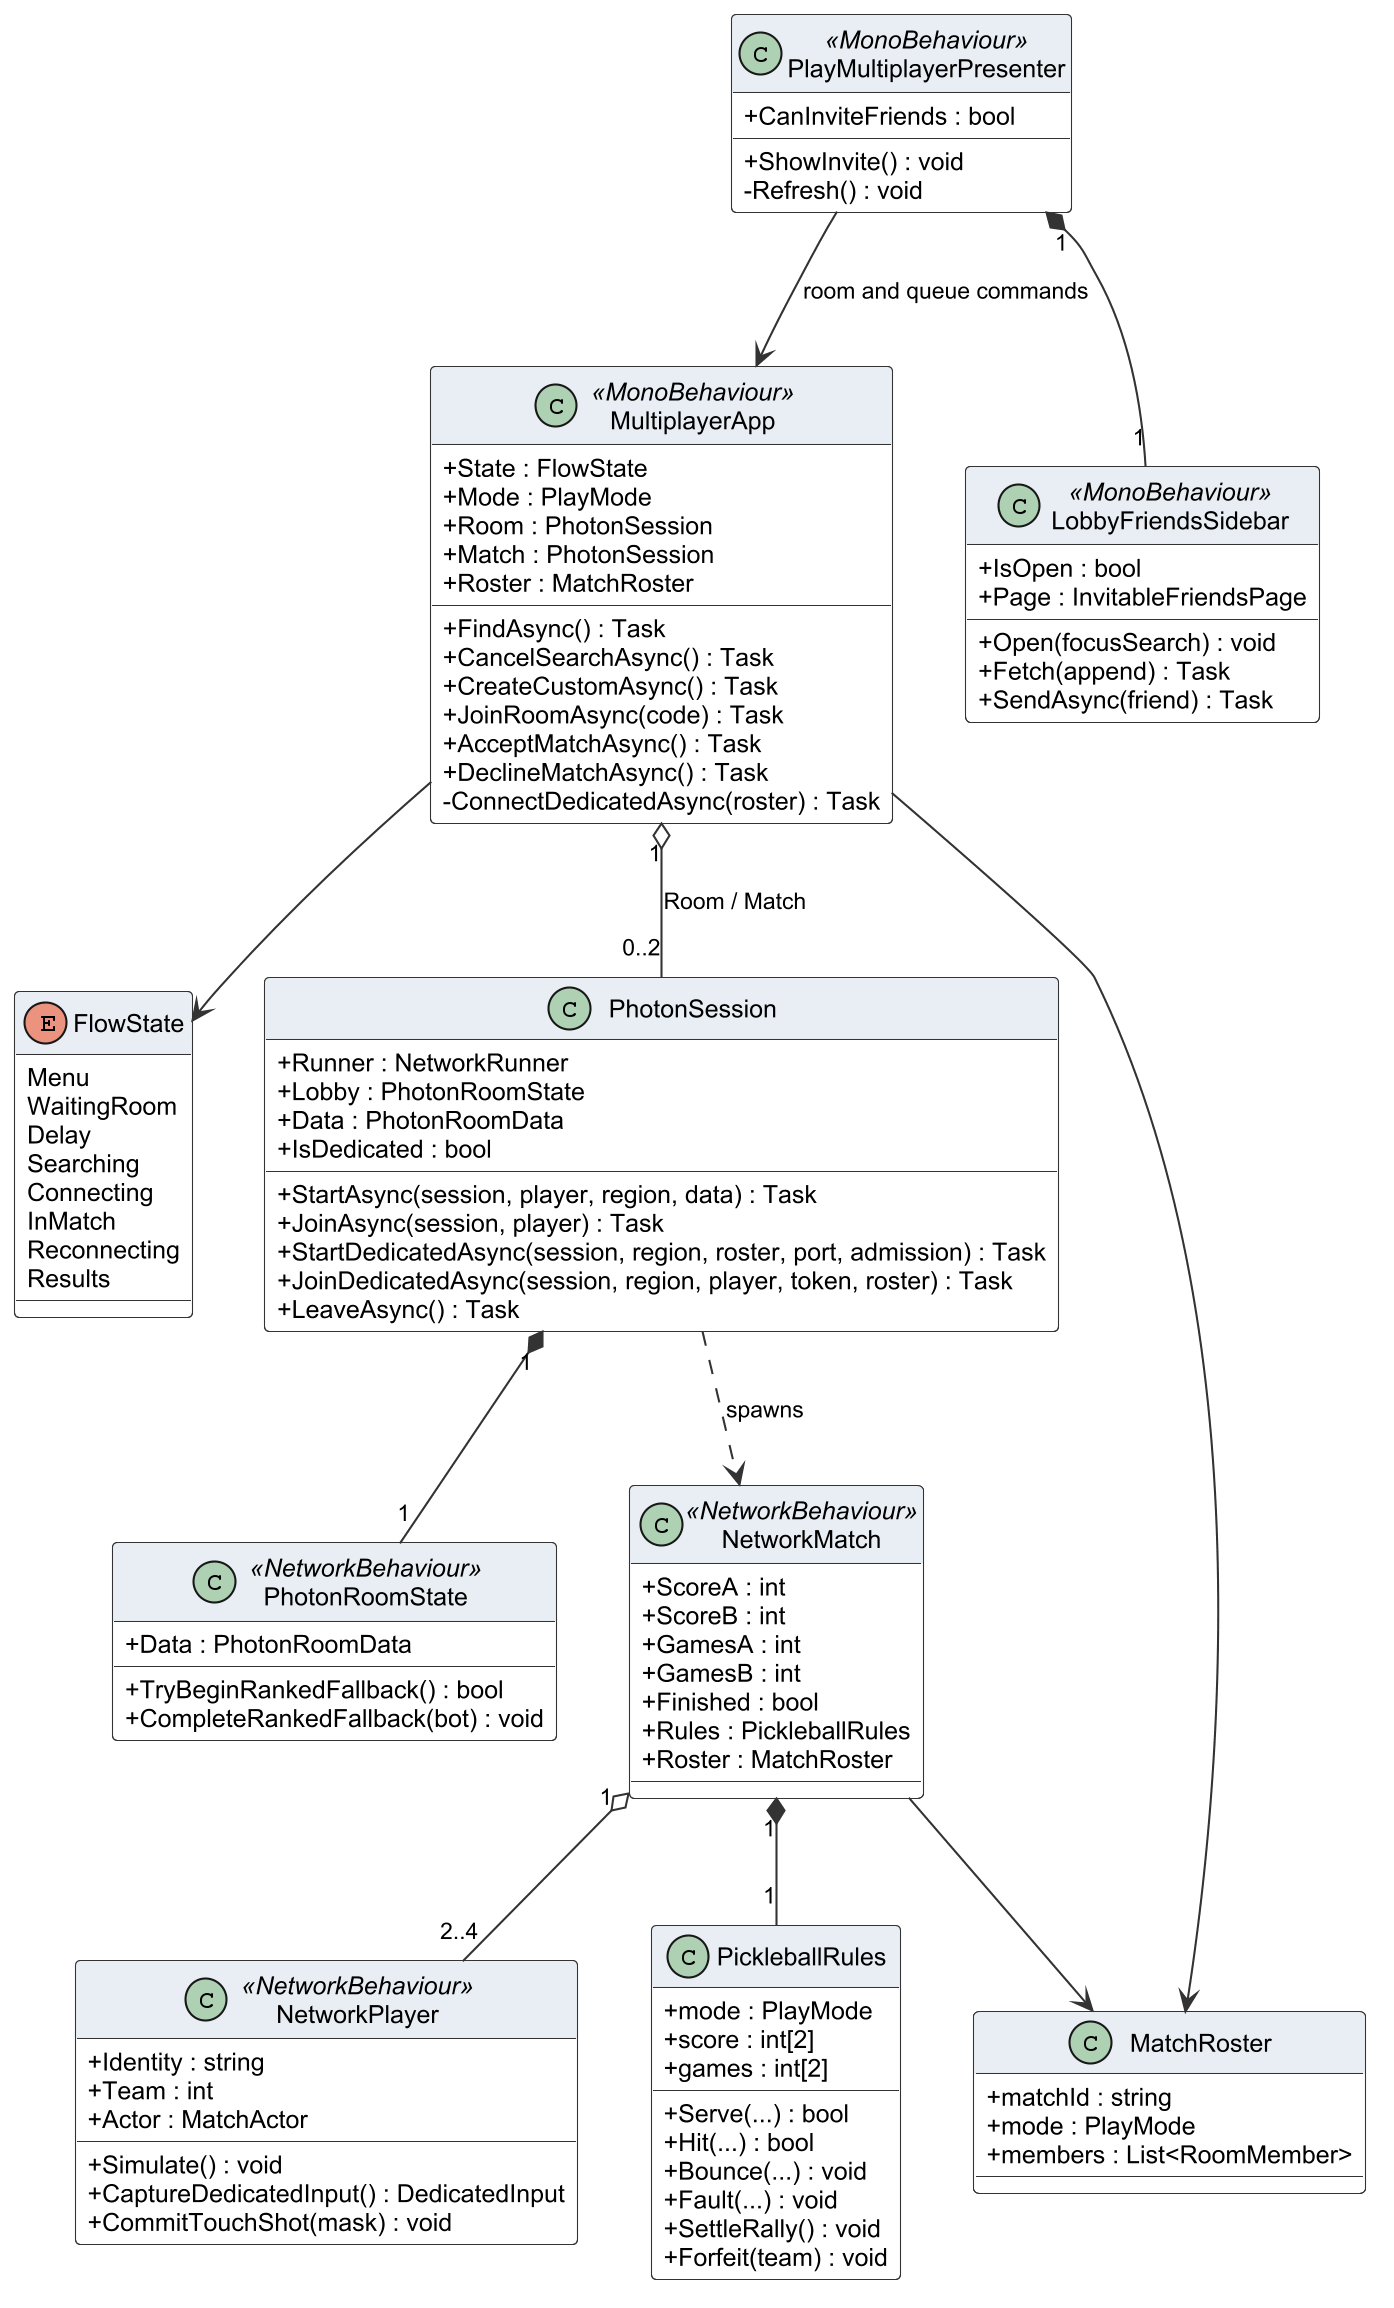 C
«MonoBehaviour»
PlayMultiplayerPresenter
+CanInviteFriends : bool
+ShowInvite() : void
-Refresh() : void
1
room and queue commands
C
«MonoBehaviour»
MultiplayerApp
+State : FlowState
+Mode : PlayMode
+Room : PhotonSession
+Match : PhotonSession
+Roster : MatchRoster
+FindAsync() : Task
+CancelSearchAsync() : Task
+CreateCustomAsync() : Task
+JoinRoomAsync(code) : Task
+AcceptMatchAsync() : Task
+DeclineMatchAsync() : Task
-ConnectDedicatedAsync(roster) : Task
1
C
«MonoBehaviour»
LobbyFriendsSidebar
+IsOpen : bool
+Page : InvitableFriendsPage
+Open(focusSearch) : void
+Fetch(append) : Task
+SendAsync(friend) : Task
1
Room / Match
0..2
E
FlowState
Menu
WaitingRoom
Delay
Searching
Connecting
InMatch
Reconnecting
Results
C
PhotonSession
+Runner : NetworkRunner
+Lobby : PhotonRoomState
+Data : PhotonRoomData
+IsDedicated : bool
+StartAsync(session, player, region, data) : Task
+JoinAsync(session, player) : Task
+StartDedicatedAsync(session, region, roster, port, admission) : Task
+JoinDedicatedAsync(session, region, player, token, roster) : Task
+LeaveAsync() : Task
1
spawns
1
C
«NetworkBehaviour»
PhotonRoomState
+Data : PhotonRoomData
+TryBeginRankedFallback() : bool
+CompleteRankedFallback(bot) : void
C
«NetworkBehaviour»
NetworkMatch
+ScoreA : int
+ScoreB : int
+GamesA : int
+GamesB : int
+Finished : bool
+Rules : PickleballRules
+Roster : MatchRoster
1
1
2..4
1
C
«NetworkBehaviour»
NetworkPlayer
+Identity : string
+Team : int
+Actor : MatchActor
+Simulate() : void
+CaptureDedicatedInput() : DedicatedInput
+CommitTouchShot(mask) : void
C
PickleballRules
+mode : PlayMode
+score : int[2]
+games : int[2]
+Serve(...) : bool
+Hit(...) : bool
+Bounce(...) : void
+Fault(...) : void
+SettleRally() : void
+Forfeit(team) : void
C
MatchRoster
+matchId : string
+mode : PlayMode
+members : List<RoomMember>